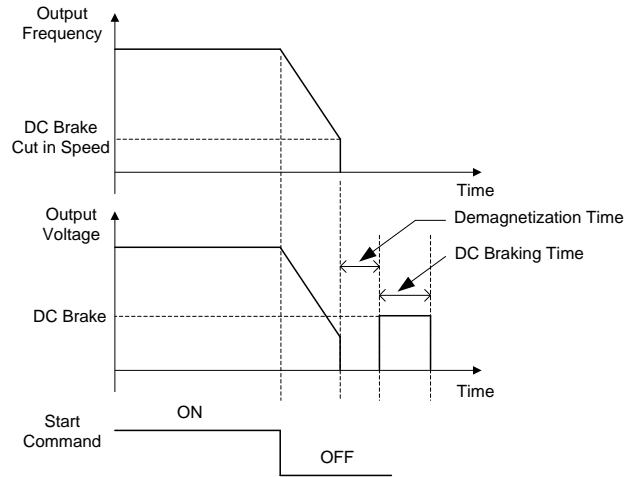 Output
Frequency
DC Brake
Cut in Speed
Time
Output
Voltage
Demagnetization Time
DC Braking Time
DC Brake
Time
Start
Command
ON
OFF